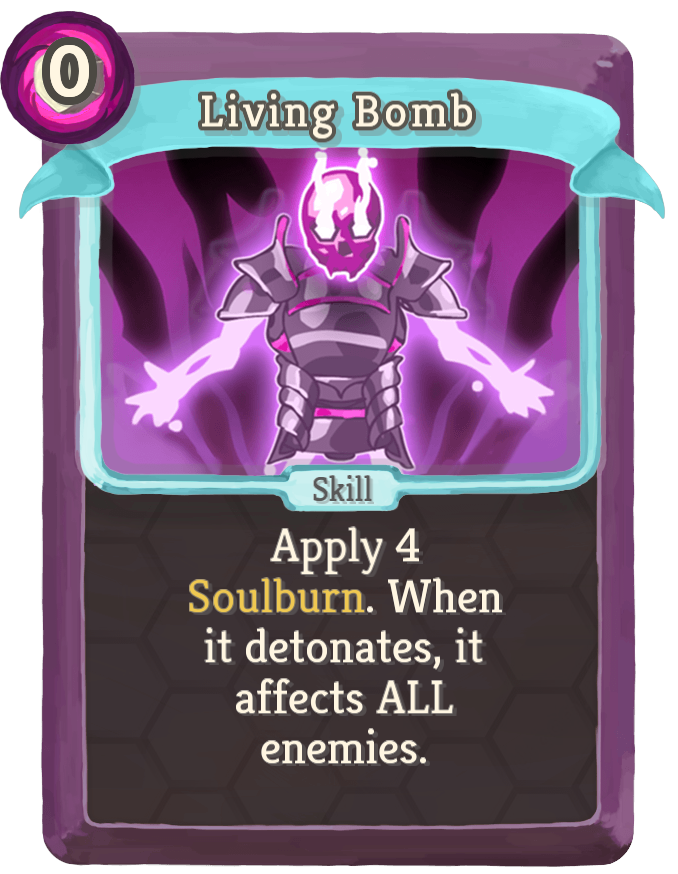 0
Living Bomb
Skill
Apply 4
Soulburn. When
it detonates, it
affects ALL
enemies.